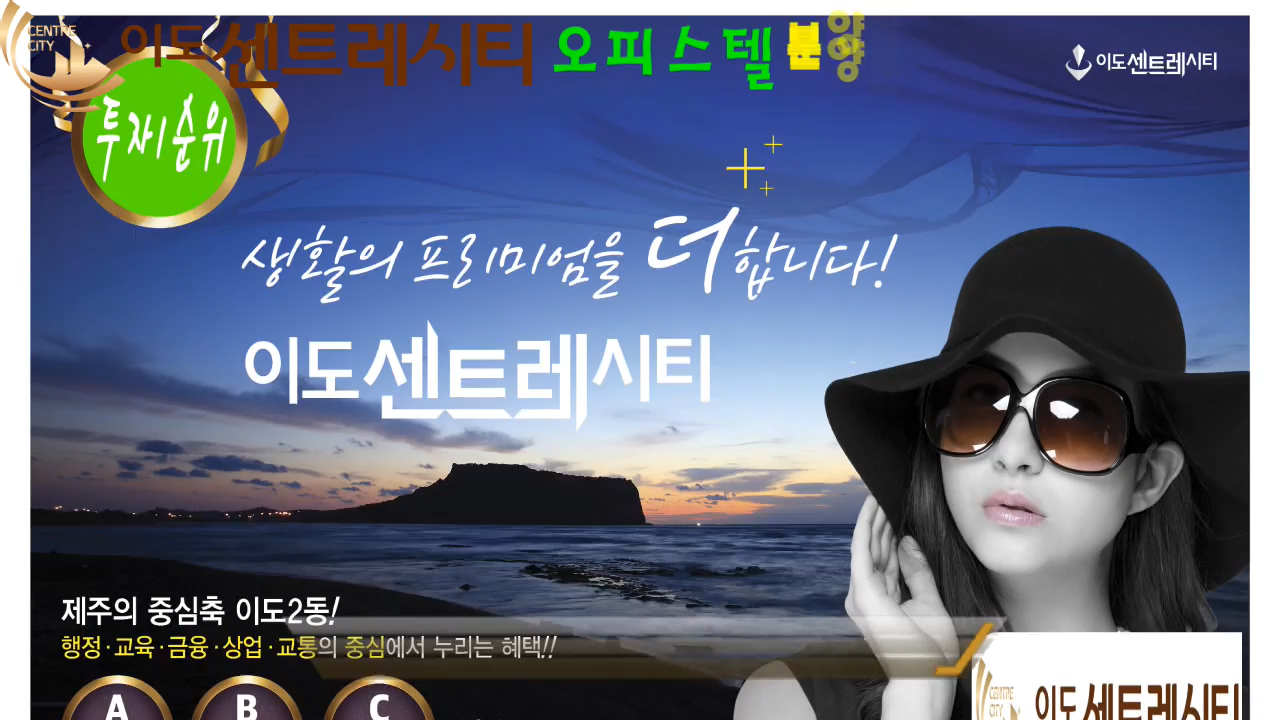 CENTRE
CITY
이도센트레시티 오피스텔 분양
이도센트레시티
투자순위
생활의 프리미엄을 더 합니다!
이도센트레시티
제주의 중심축 이도2동!
행정·교육·금융·상업·교통의 중심에서 누리는 혜택!!
A B C
CENTRE
CITY
이도센트레시티